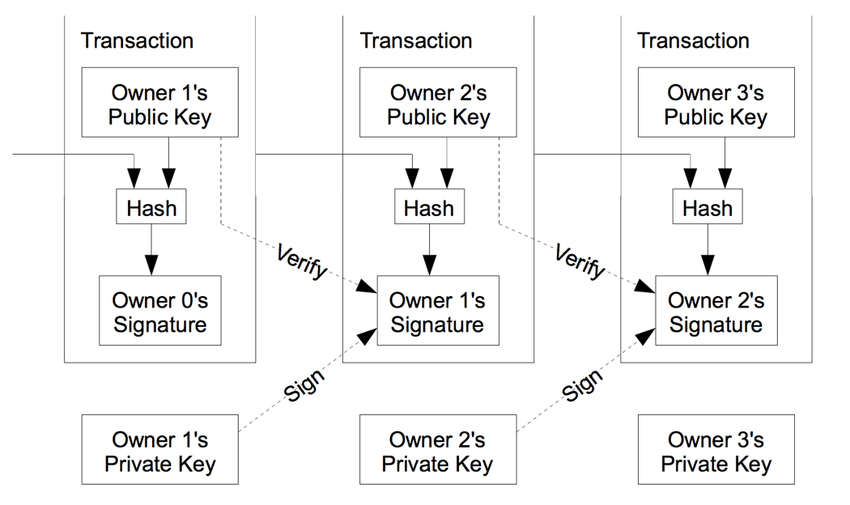 Transaction
Transaction
Transaction
Owner 1's
Public Key
Owner 2's
Public Key
Owner 3's
Public Key
Hash
Hash
Hash
Verify
Verify
Owner 0's
Signature
Owner 1's
Signature
Owner 2's
Signature
Sign
Sign
Owner 1's
Private Key
Owner 2's
Private Key
Owner 3's
Private Key